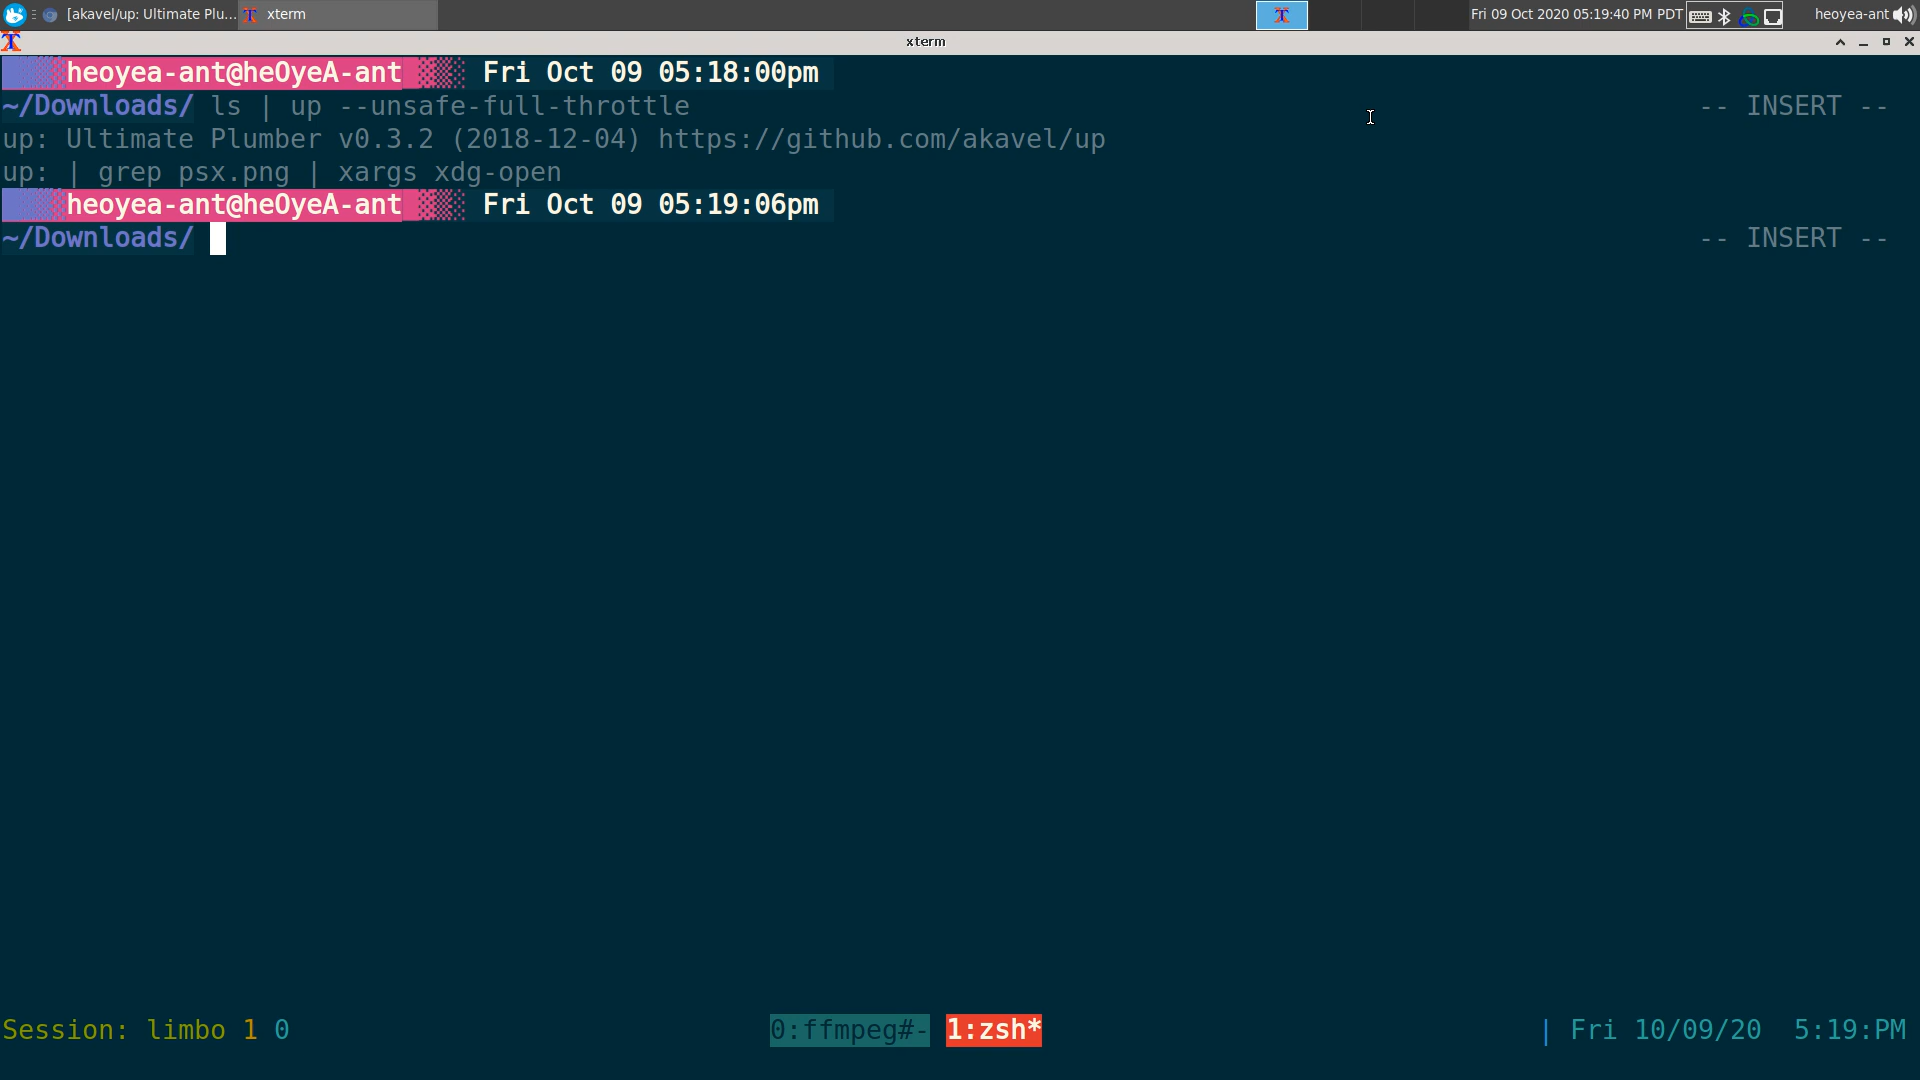 [akavel/up: Ultimate Plu... xterm Fri 09 Oct 2020 05:19:40 PM PDT heoyea-ant
xterm
heoyea-ant@heOyeA-ant Fri Oct 09 05:18:00pm
~/Downloads/ ls | up --unsafe-full-throttle -- INSERT --
up: Ultimate Plumber v0.3.2 (2018-12-04) https://github.com/akavel/up
up: | grep psx.png | xargs xdg-open
heoyea-ant@heOyeA-ant Fri Oct 09 05:19:06pm
~/Downloads/ -- INSERT --
Session: limbo 1 0 0:ffmpeg#- 1:zsh* | Fri 10/09/20 5:19:PM